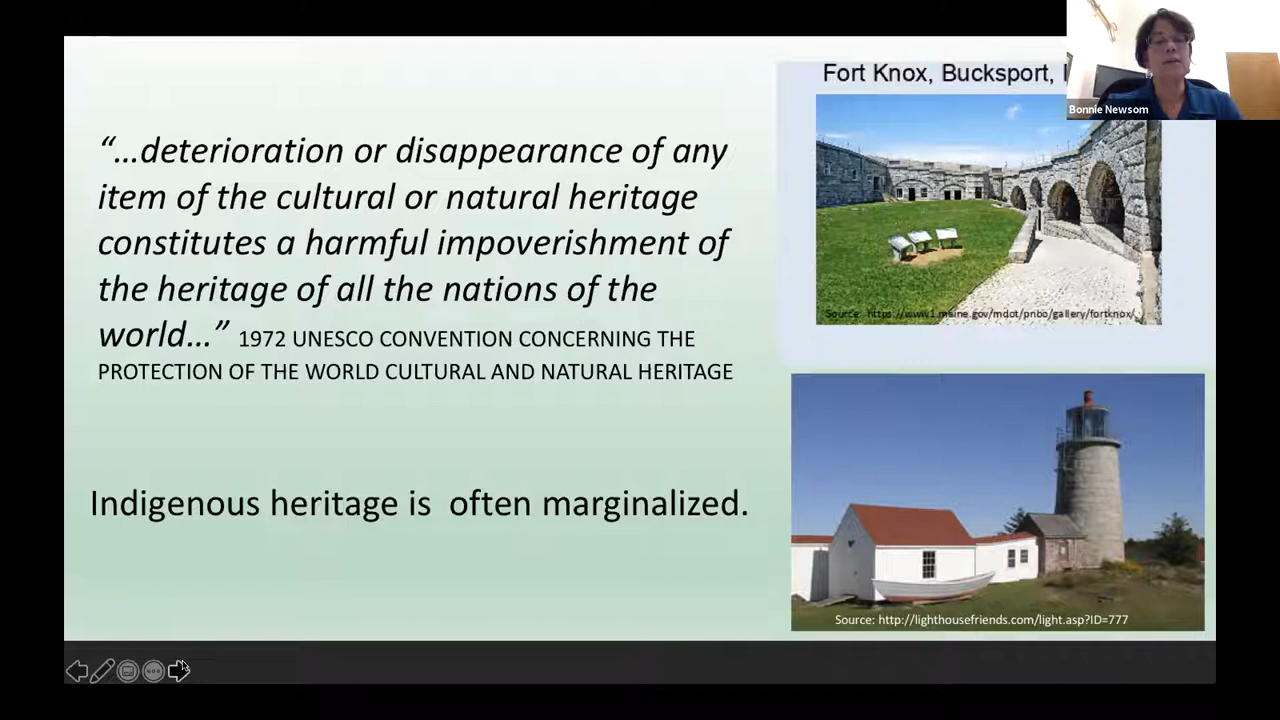 “…deterioration or disappearance of any
item of the cultural or natural heritage
constitutes a harmful impoverishment of
the heritage of all the nations of the
world…” 1972 UNESCO CONVENTION CONCERNING THE
PROTECTION OF THE WORLD CULTURAL AND NATURAL HERITAGE
Indigenous heritage is often marginalized.
Fort Knox, Bucksport,
Source: https://www1.maine.gov/mdot/pnbo/gallery/fortknox/
Source: http://lighthousefriends.com/light.asp?ID=777
Bonnie Newsom